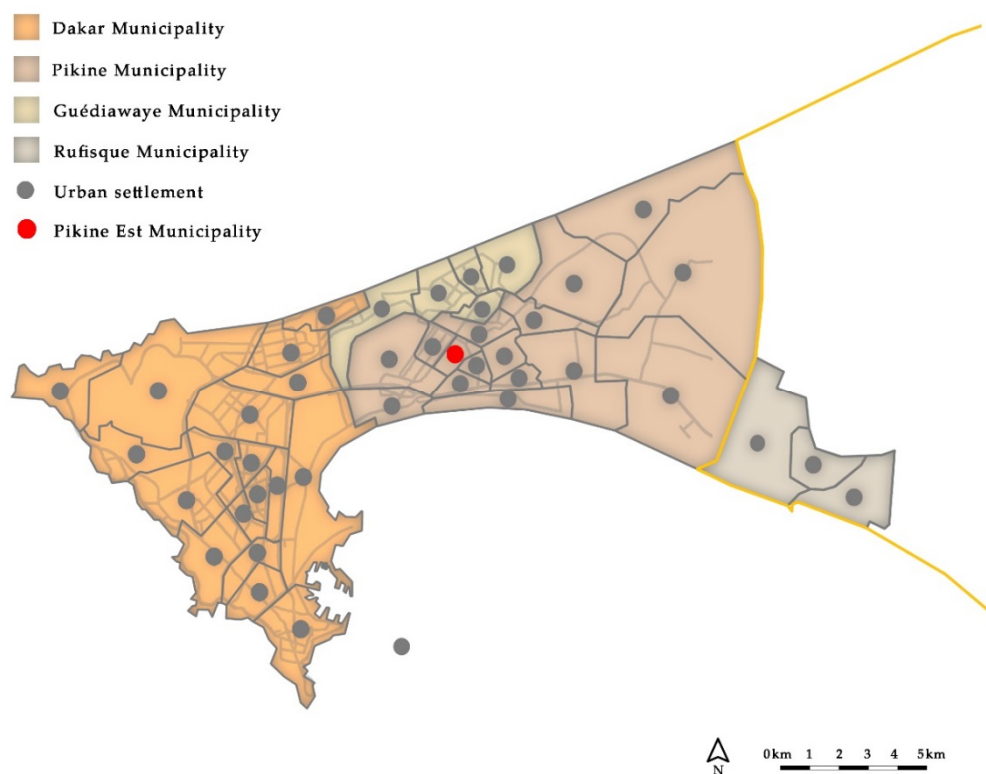 Dakar Municipality
Pikine Municipality
Guédiawaye Municipality
Rufisque Municipality
Urban settlement
Pikine Est Municipality
N
0km 1 2 3 4 5km